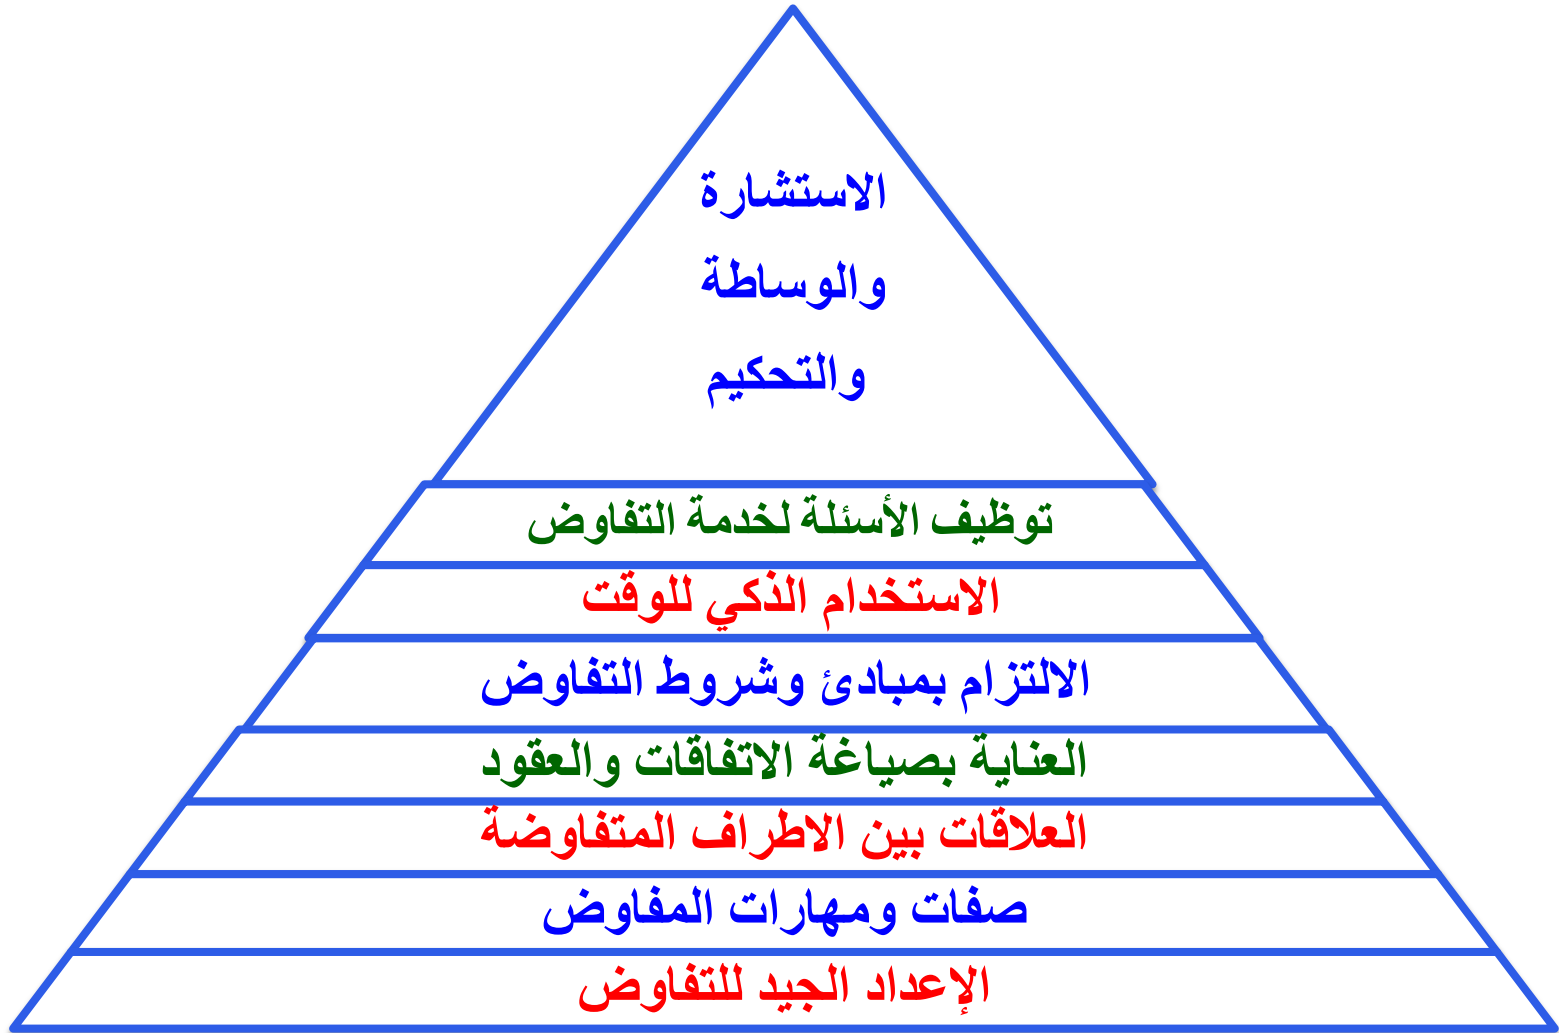 الاستشارة
والوساطة
والتحكيم
توظيف الأسئلة لخدمة التفاوض
الاستخدام الذكي للوقت
الالتزام بمبادئ وشروط التفاوض
العناية بصياغة الاتفاقات والعقود
العلاقات بين الاطراف المتفاوضة
صفات ومهارات المفاوض
الإعداد الجيد للتفاوض